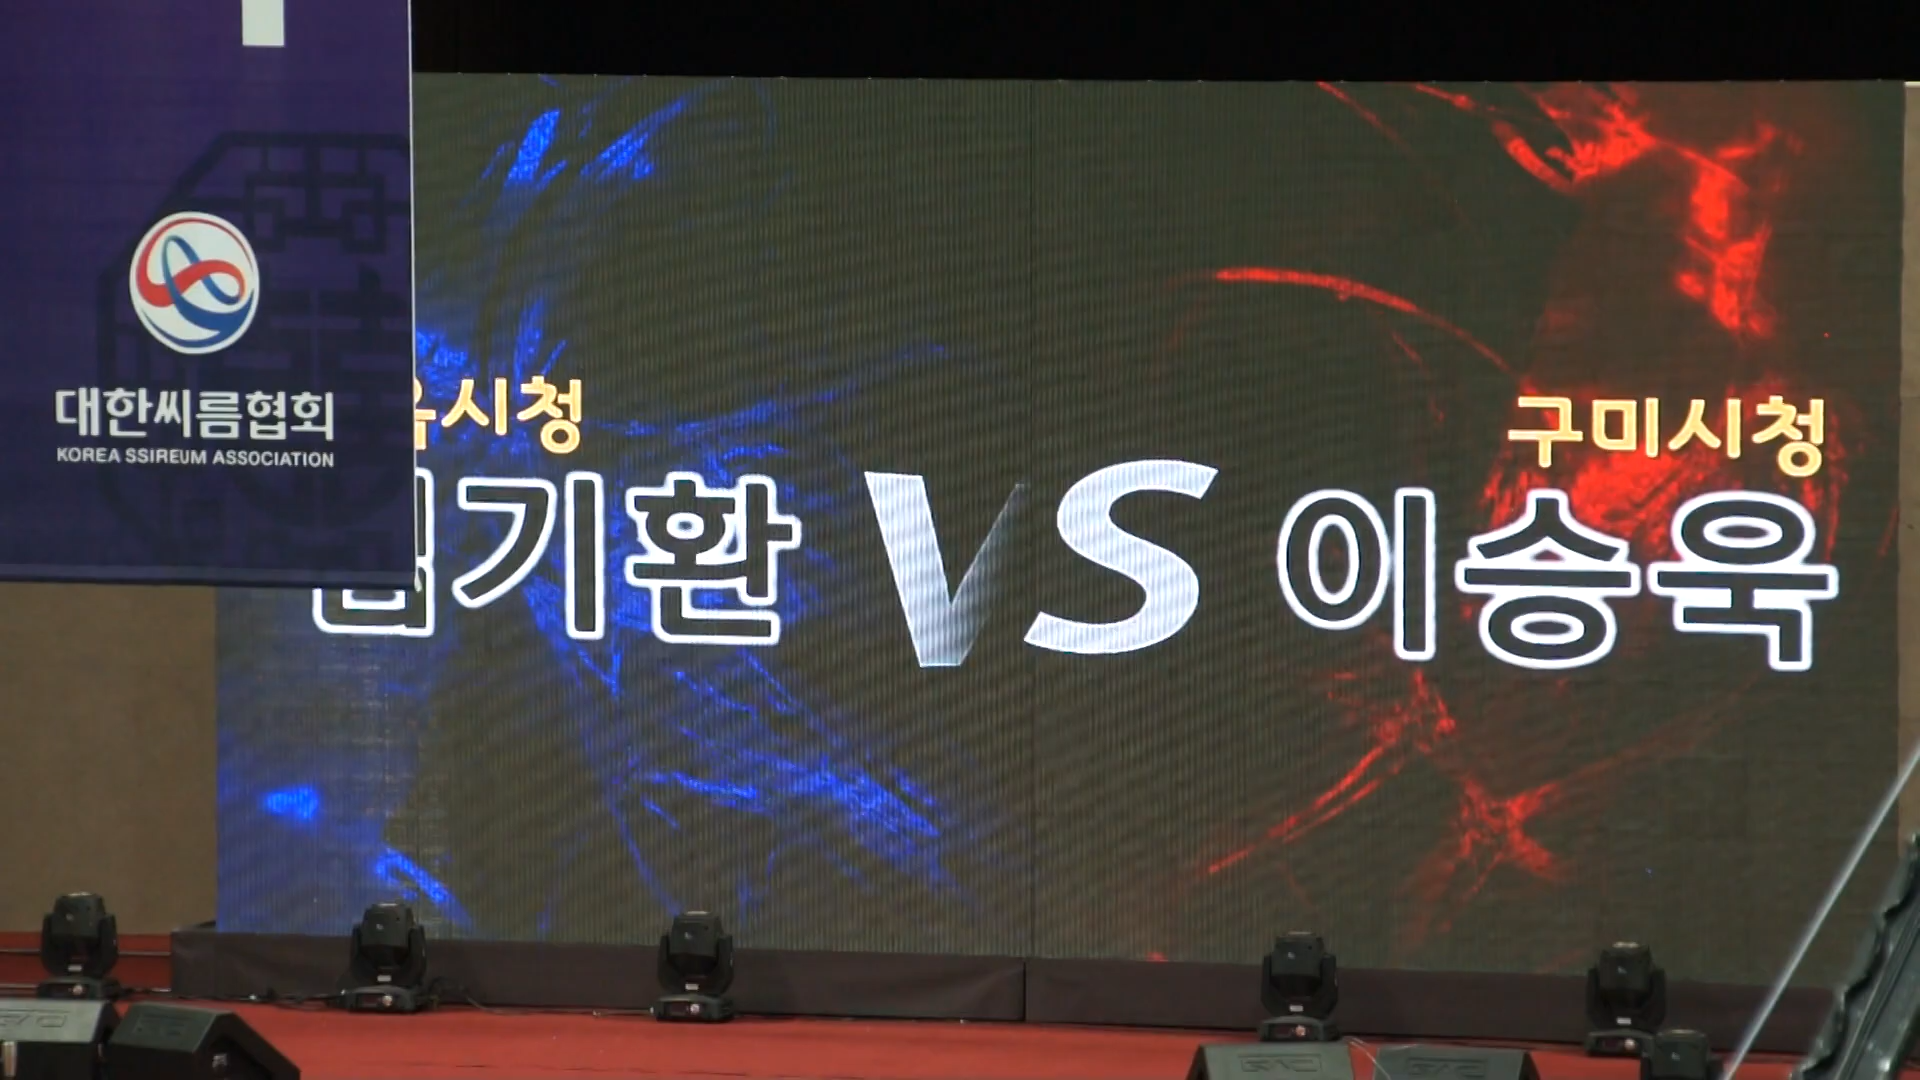 대한씨름협회
KOREA SSIREUM ASSOCIATION
시청
기환
VS
구미시청
이승욱